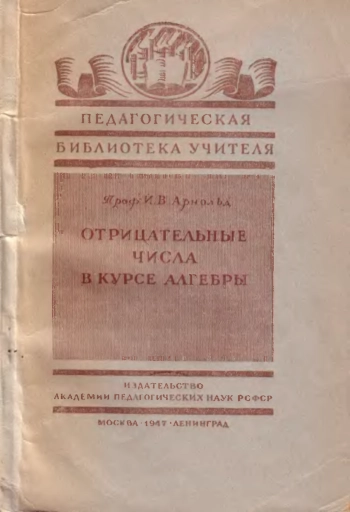 ПЕДАГОГИЧЕСКАЯ
БИБЛИОТЕКА УЧИТЕЛЯ
Проф. И. В. Арнольд
ОТРИЦАТЕЛЬНЫЕ
ЧИСЛА
В КУРСЕ АЛГЕБРЫ
ИЗДАТЕЛЬСТВО
АКАДЕМИИ ПЕДАГОГИЧЕСКИХ НАУК РСФСР
МОСКВА · 1947 · ЛЕНИНГРАД